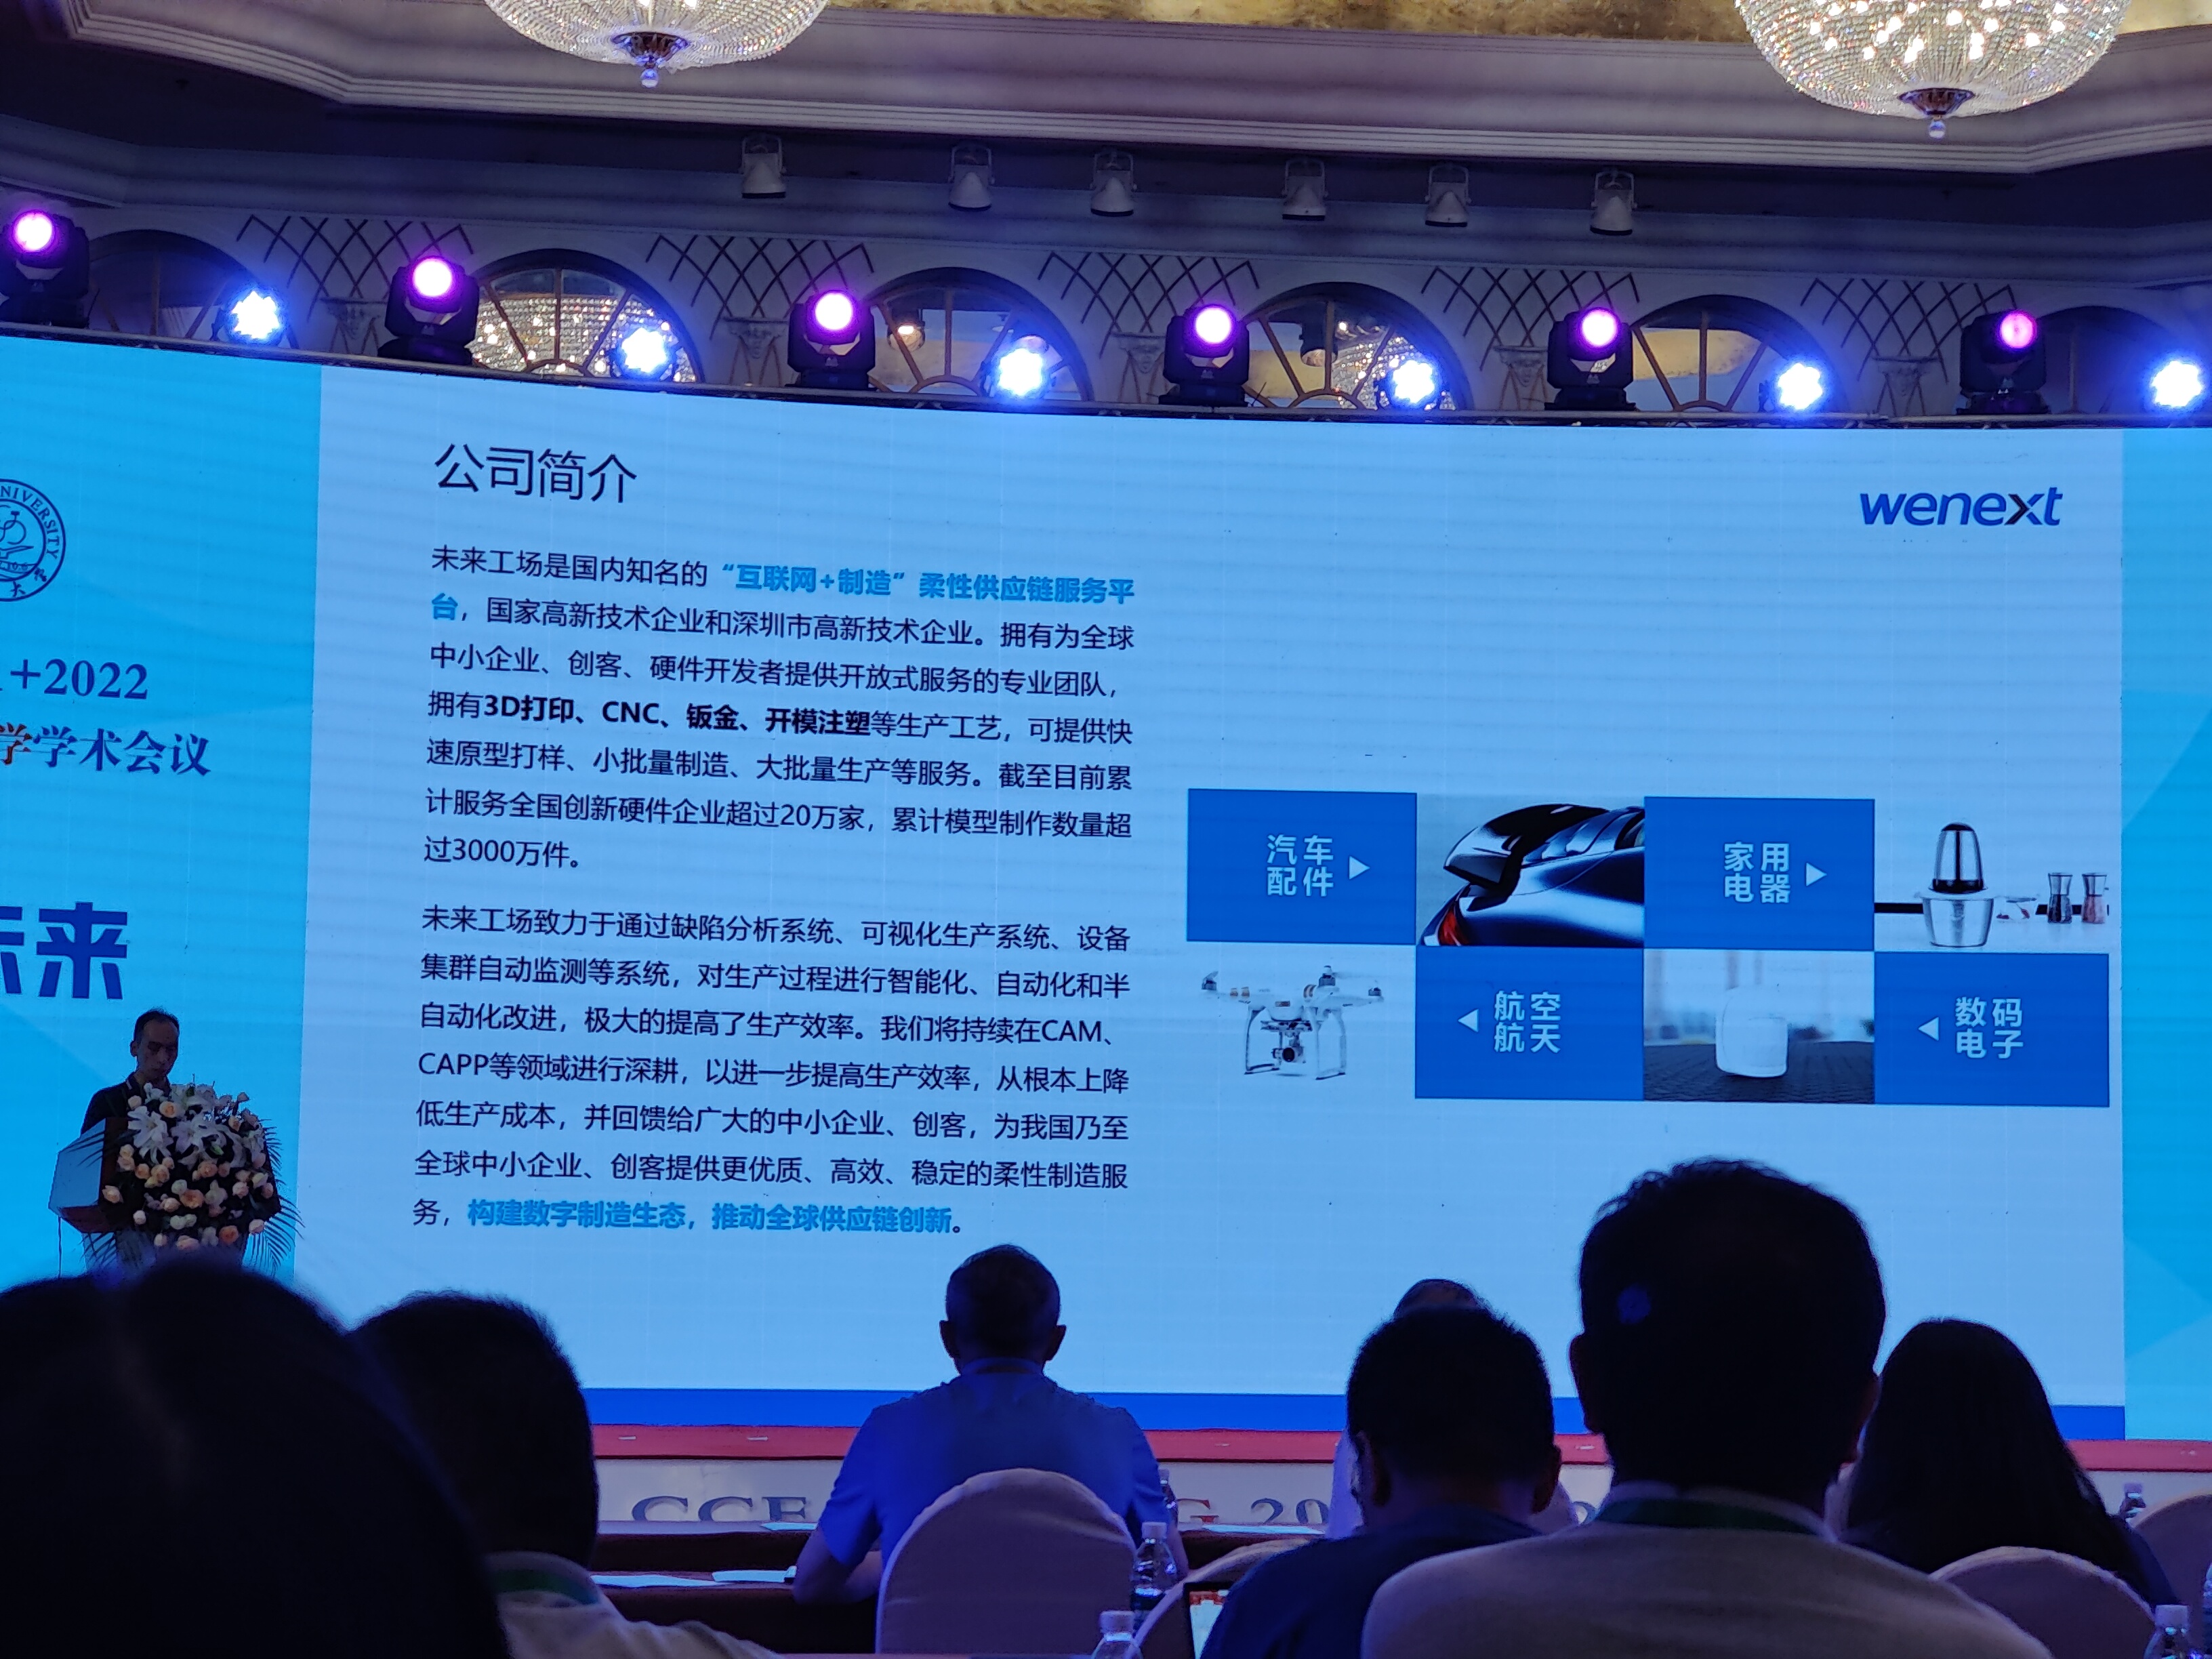 公司简介
wenext
未来工场是国内知名的“互联网+制造”柔性供应链服务平
台，国家高新技术企业和深圳市高新技术企业。拥有为全球
中小企业、创客、硬件开发者提供开放式服务的专业团队，
拥有3D打印、CNC、钣金、开模注塑等生产工艺，可提供快
速原型打样、小批量制造、大批量生产等服务。截至目前累
计服务全国创新硬件企业超过20万家，累计模型制作数量超
过3000万件。
未来工场致力于通过缺陷分析系统、可视化生产系统、设备
集群自动监测等系统，对生产过程进行智能化、自动化和半
自动化改进，极大的提高了生产效率。我们将持续在CAM、
CAPP等领域进行深耕，以进一步提高生产效率，从根本上降
低生产成本，并回馈给广大的中小企业、创客，为我国乃至
全球中小企业、创客提供更优质、高效、稳定的柔性制造服
务，构建数字制造生态，推动全球供应链创新。
汽车
配件
家用
电器
航空
航天
数码
电子
NIVERSITY
+2022
学学术会议
未来